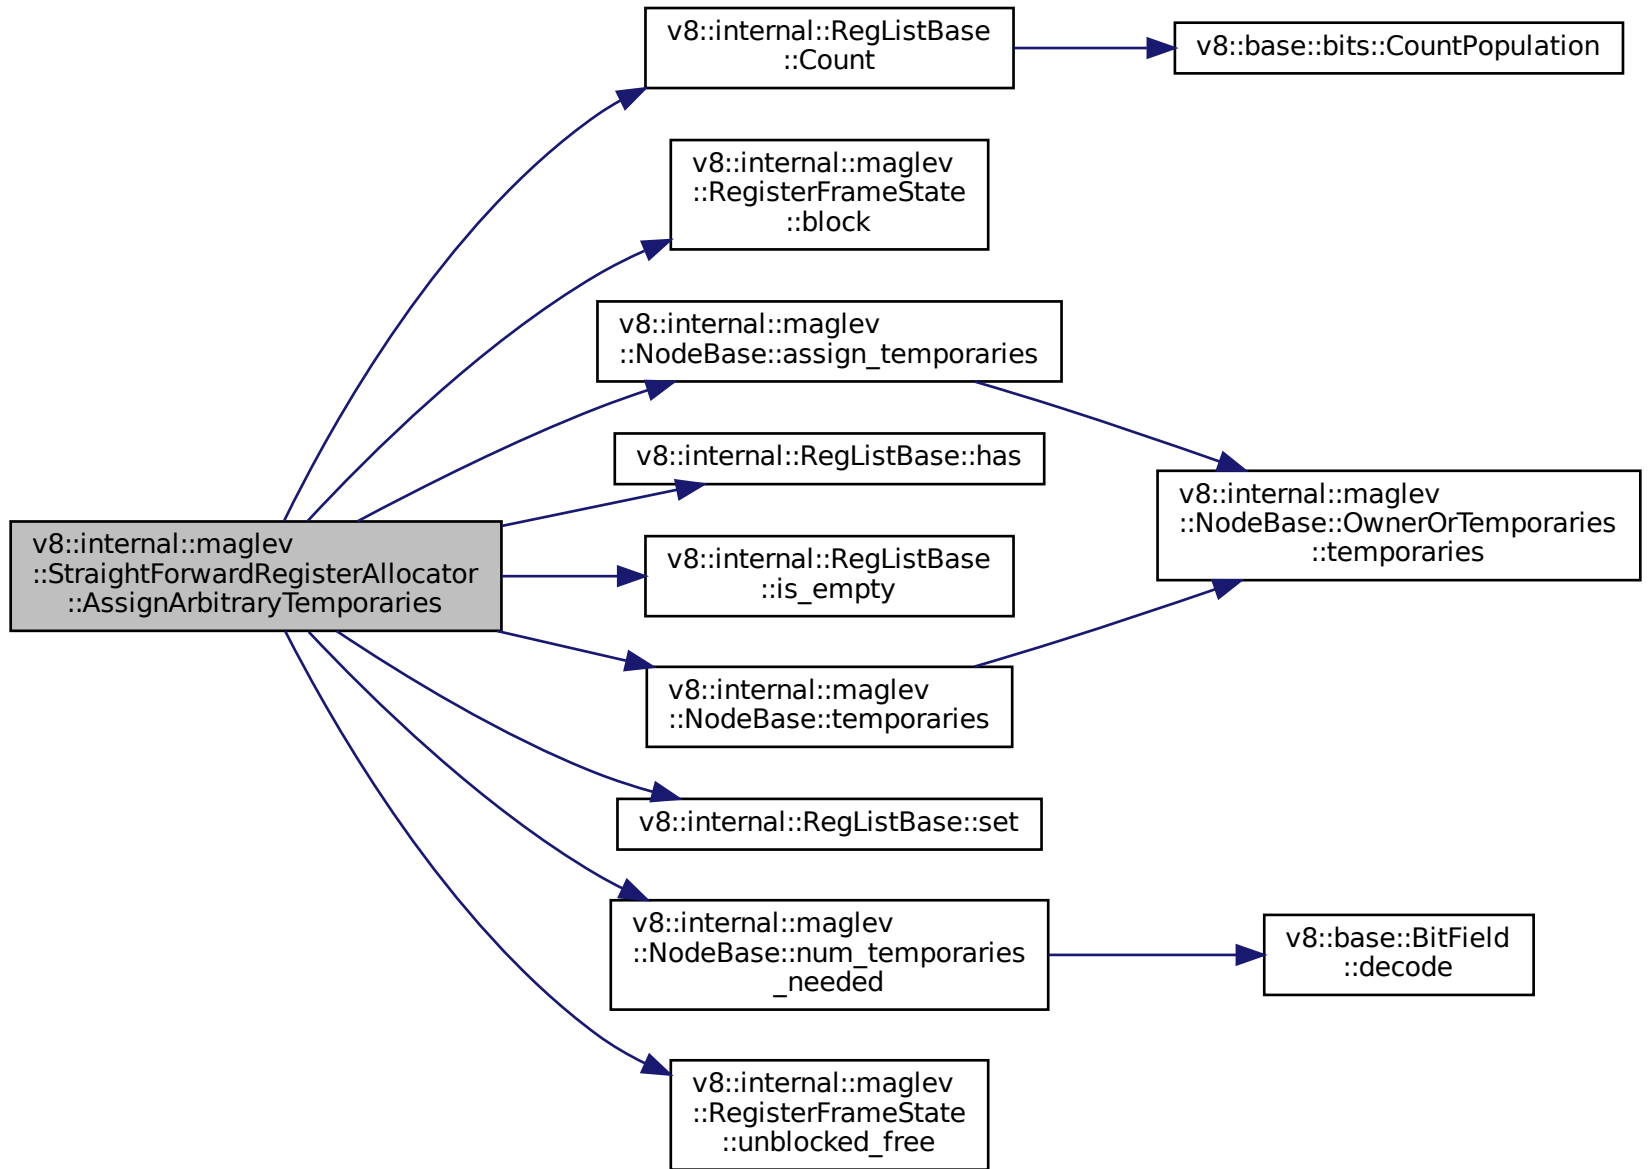 v8::internal::RegListBase
::Count
v8::base::bits::CountPopulation
v8::internal::maglev
::RegisterFrameState
::block
v8::internal::maglev
::NodeBase::assign_temporaries
v8::internal::RegListBase::has
v8::internal::maglev
::NodeBase::OwnerOrTemporaries
::temporaries
v8::internal::maglev
::StraightForwardRegisterAllocator
::AssignArbitraryTemporaries
v8::internal::RegListBase
::is_empty
v8::internal::maglev
::NodeBase::temporaries
v8::internal::RegListBase::set
v8::internal::maglev
::NodeBase::num_temporaries
_needed
v8::base::BitField
::decode
v8::internal::maglev
::RegisterFrameState
::unblocked_free